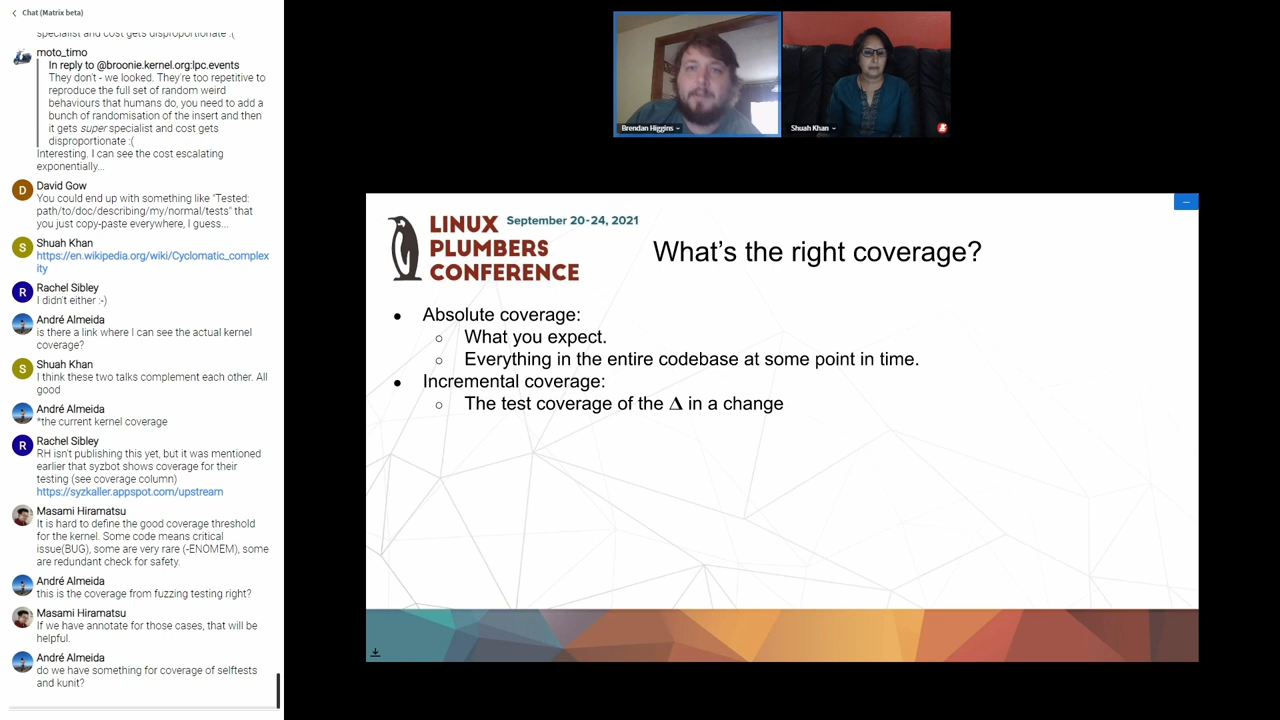 Chat (Matrix beta)
specialist and cost gets disproportionate :(
moto_timo
In reply to @broonie.kernel.org:lpc.events
They don't - we looked. They're too repetitive to
reproduce the full set of random weird
behaviours that humans do, you need to add a
bunch of randomisation of the insert and then
it gets super specialist and cost gets
disproportionate :(
Interesting. I can see the cost escalating
exponentially...
D
David Gow
You could end up with something like "Tested:
path/to/doc/describing/my/normal/tests" that
you just copy-paste everywhere, I guess...
S
Shuah Khan
https://en.wikipedia.org/wiki/Cyclomatic_complex
ity
R
Rachel Sibley
I didn't either :-)
André Almeida
is there a link where I can see the actual kernel
coverage?
S
Shuah Khan
I think these two talks complement each other. All
good
André Almeida
*the current kernel coverage
R
Rachel Sibley
RH isn't publishing this yet, but it was mentioned
earlier that syzbot shows coverage for their
testing (see coverage column)
https://syzkaller.appspot.com/upstream
Masami Hiramatsu
It is hard to define the good coverage threshold
for the kernel. Some code means critical
issue(BUG), some are very rare (-ENOMEM), some
are redundant check for safety.
André Almeida
this is the coverage from fuzzing testing right?
Masami Hiramatsu
If we have annotate for those cases, that will be
helpful.
André Almeida
do we have something for coverage of selftests
and kunit?
Brendan Higgins
Shuah Khan
LINUX
PLUMBERS
CONFERENCE
September 20-24, 2021
What's the right coverage?
● Absolute coverage:
○ What you expect.
○ Everything in the entire codebase at some point in time.
● Incremental coverage:
○ The test coverage of the Δ in a change